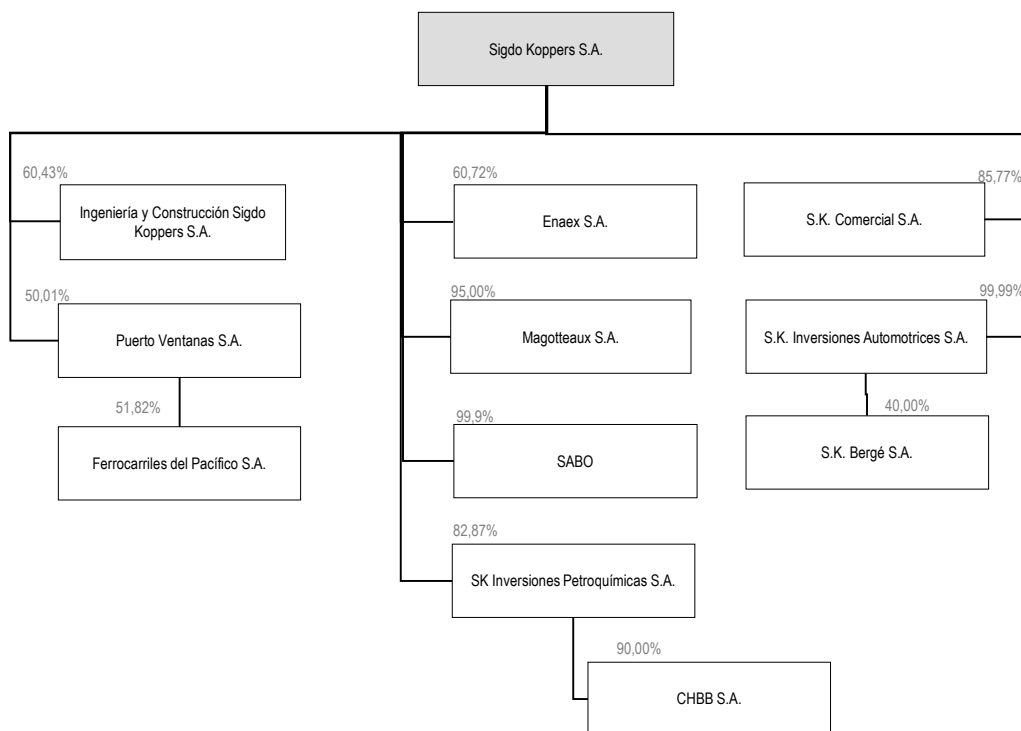 Sigdo Koppers S.A.
60,43%
Ingeniería y Construcción Sigdo
Koppers S.A.
50,01%
Puerto Ventanas S.A.
51,82%
Ferrocarriles del Pacífico S.A.
60,72%
Enaex S.A.
95,00%
Magotteaux S.A.
99,9%
SABO
82,87%
SK Inversiones Petroquímicas S.A.
90,00%
CHBB S.A.
85,77%
S.K. Comercial S.A.
99,99%
S.K. Inversiones Automotrices S.A.
40,00%
S.K. Bergé S.A.